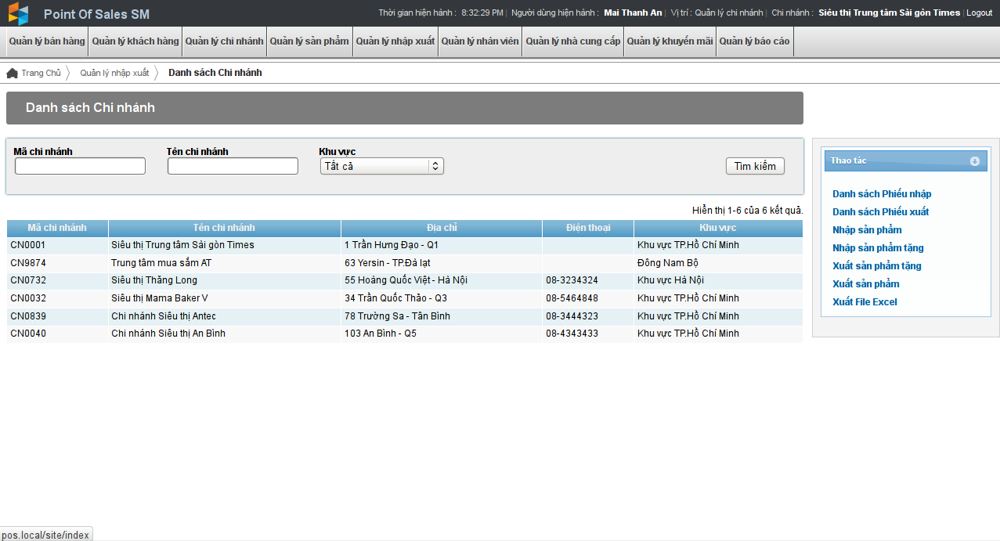 Point Of Sales SM
Thời gian hiện hành : 8:32:29 PM | Người dùng hiện hành : Mai Thanh An | Vị trí : Quản lý chi nhánh | Chi nhánh : Siêu thị Trung tâm Sài gòn Times | Logout
Quản lý bán hàng Quản lý khách hàng Quản lý chi nhánh Quản lý sản phẩm Quản lý nhập xuất Quản lý nhân viên Quản lý nhà cung cấp Quản lý khuyến mãi Quản lý báo cáo
Trang Chủ Quản lý nhập xuất Danh sách Chi nhánh
Danh sách Chi nhánh
Mã chi nhánh Tên chi nhánh Khu vực
Tất cả Tìm kiếm
Hiển thị 1-6 của 6 kết quả.
Mã chi nhánh Tên chi nhánh Địa chỉ Điện thoại Khu vực
CN0001 Siêu thị Trung tâm Sài gòn Times 1 Trần Hưng Đạo - Q1 Khu vực TP.Hồ Chí Minh
CN9874 Trung tâm mua sắm AT 63 Yersin - TP.Đà lạt Đông Nam Bộ
CN0732 Siêu thị Thăng Long 55 Hoàng Quốc Việt - Hà Nội 08-3234324 Khu vực Hà Nội
CN0032 Siêu thị Mama Baker V 34 Trần Quốc Thảo - Q3 08-5464848 Khu vực TP.Hồ Chí Minh
CN0839 Chi nhánh Siêu thị Antec 78 Trường Sa - Tân Bình 08-3444323 Khu vực TP.Hồ Chí Minh
CN0040 Chi nhánh Siêu thị An Bình 103 An Bình - Q5 08-4343433 Khu vực TP.Hồ Chí Minh
Thao tác
Danh sách Phiếu nhập
Danh sách Phiếu xuất
Nhập sản phẩm
Nhập sản phẩm tặng
Xuất sản phẩm tặng
Xuất sản phẩm
Xuất File Excel
pos.local/site/index